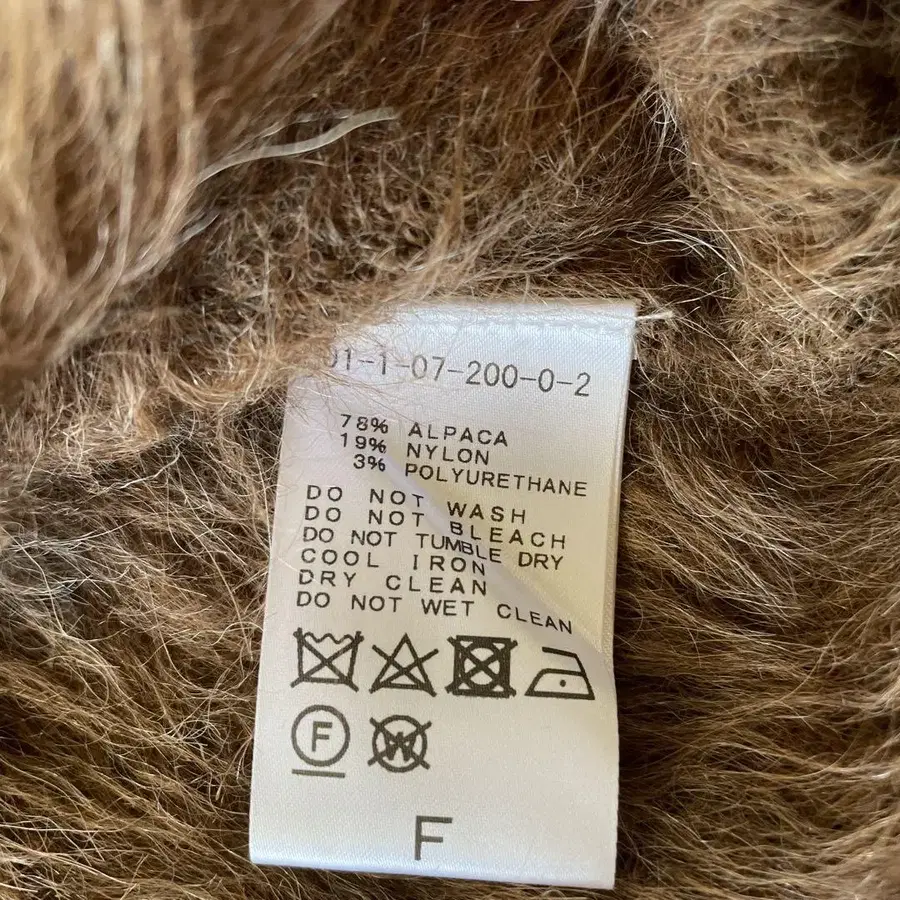 01-1-07-200-0-2
78% ALPACA
19% NYLON
3% POLYURETHANE
DO NOT WASH
DO NOT BLEACH
DO NOT TUMBLE DRY
COOL IRON
DRY CLEAN
DO NOT WET CLEAN
F W
F